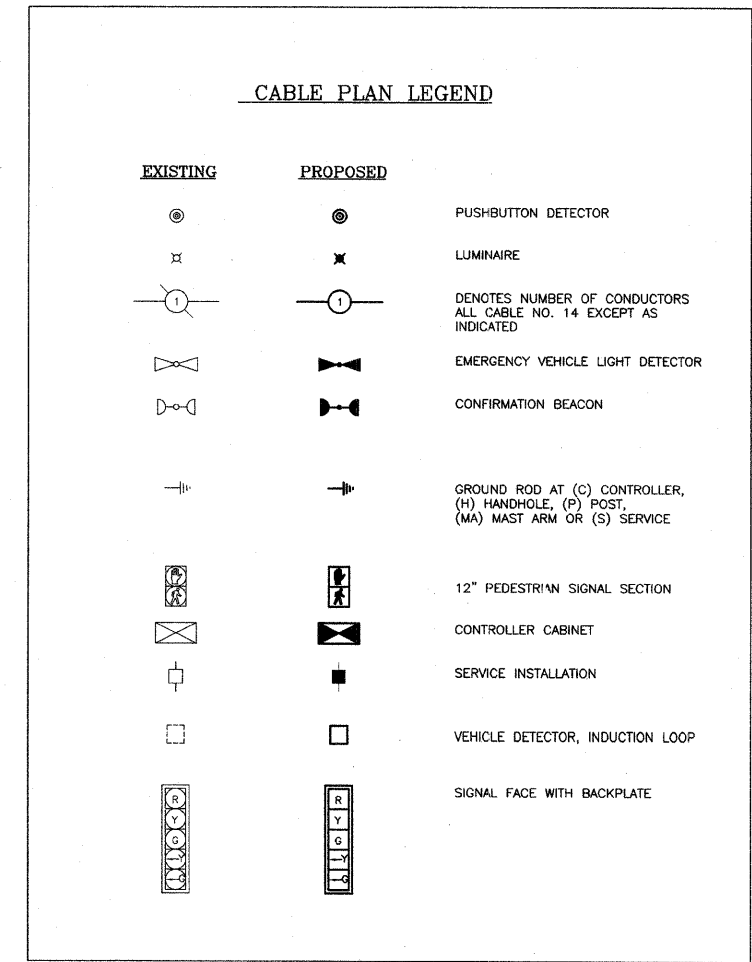 CABLE PLAN LEGEND
EXISTING PROPOSED
PUSHBUTTON DETECTOR
LUMINAIRE
1 1 DENOTES NUMBER OF CONDUCTORS
ALL CABLE NO. 14 EXCEPT AS
INDICATED
EMERGENCY VEHICLE LIGHT DETECTOR
CONFIRMATION BEACON
GROUND ROD AT (C) CONTROLLER,
(H) HANDHOLE, (P) POST,
(MA) MAST ARM OR (S) SERVICE
12" PEDESTRIAN SIGNAL SECTION
CONTROLLER CABINET
SERVICE INSTALLATION
VEHICLE DETECTOR, INDUCTION LOOP
R R SIGNAL FACE WITH BACKPLATE
Y Y
G G
Y Y
G G